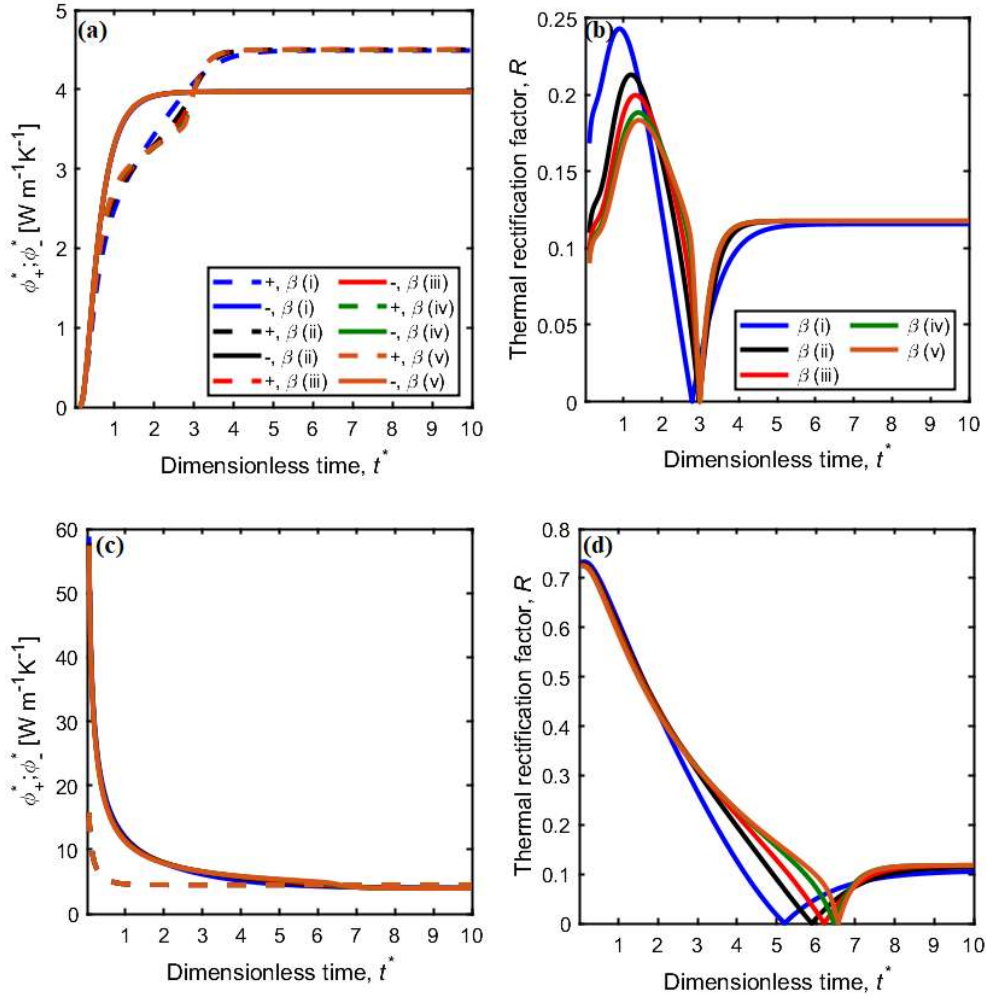 (a)
5
4
3
2
1
0
ϕ*₊;ϕ*₋ [W m⁻¹K⁻¹]
+, β (i)
-, β (i)
+, β (ii)
-, β (ii)
+, β (iii)
-, β (iii)
+, β (iv)
-, β (iv)
+, β (v)
-, β (v)
1 2 3 4 5 6 7 8 9 10
Dimensionless time, t*
(b)
0.25
0.2
0.15
0.1
0.05
0
Thermal rectification factor, R
β (i)
β (ii)
β (iii)
β (iv)
β (v)
1 2 3 4 5 6 7 8 9 10
Dimensionless time, t*
(c)
60
50
40
30
20
10
0
ϕ*₊;ϕ*₋ [W m⁻¹K⁻¹]
1 2 3 4 5 6 7 8 9 10
Dimensionless time, t*
(d)
0.8
0.7
0.6
0.5
0.4
0.3
0.2
0.1
0
Thermal rectification factor, R
1 2 3 4 5 6 7 8 9 10
Dimensionless time, t*